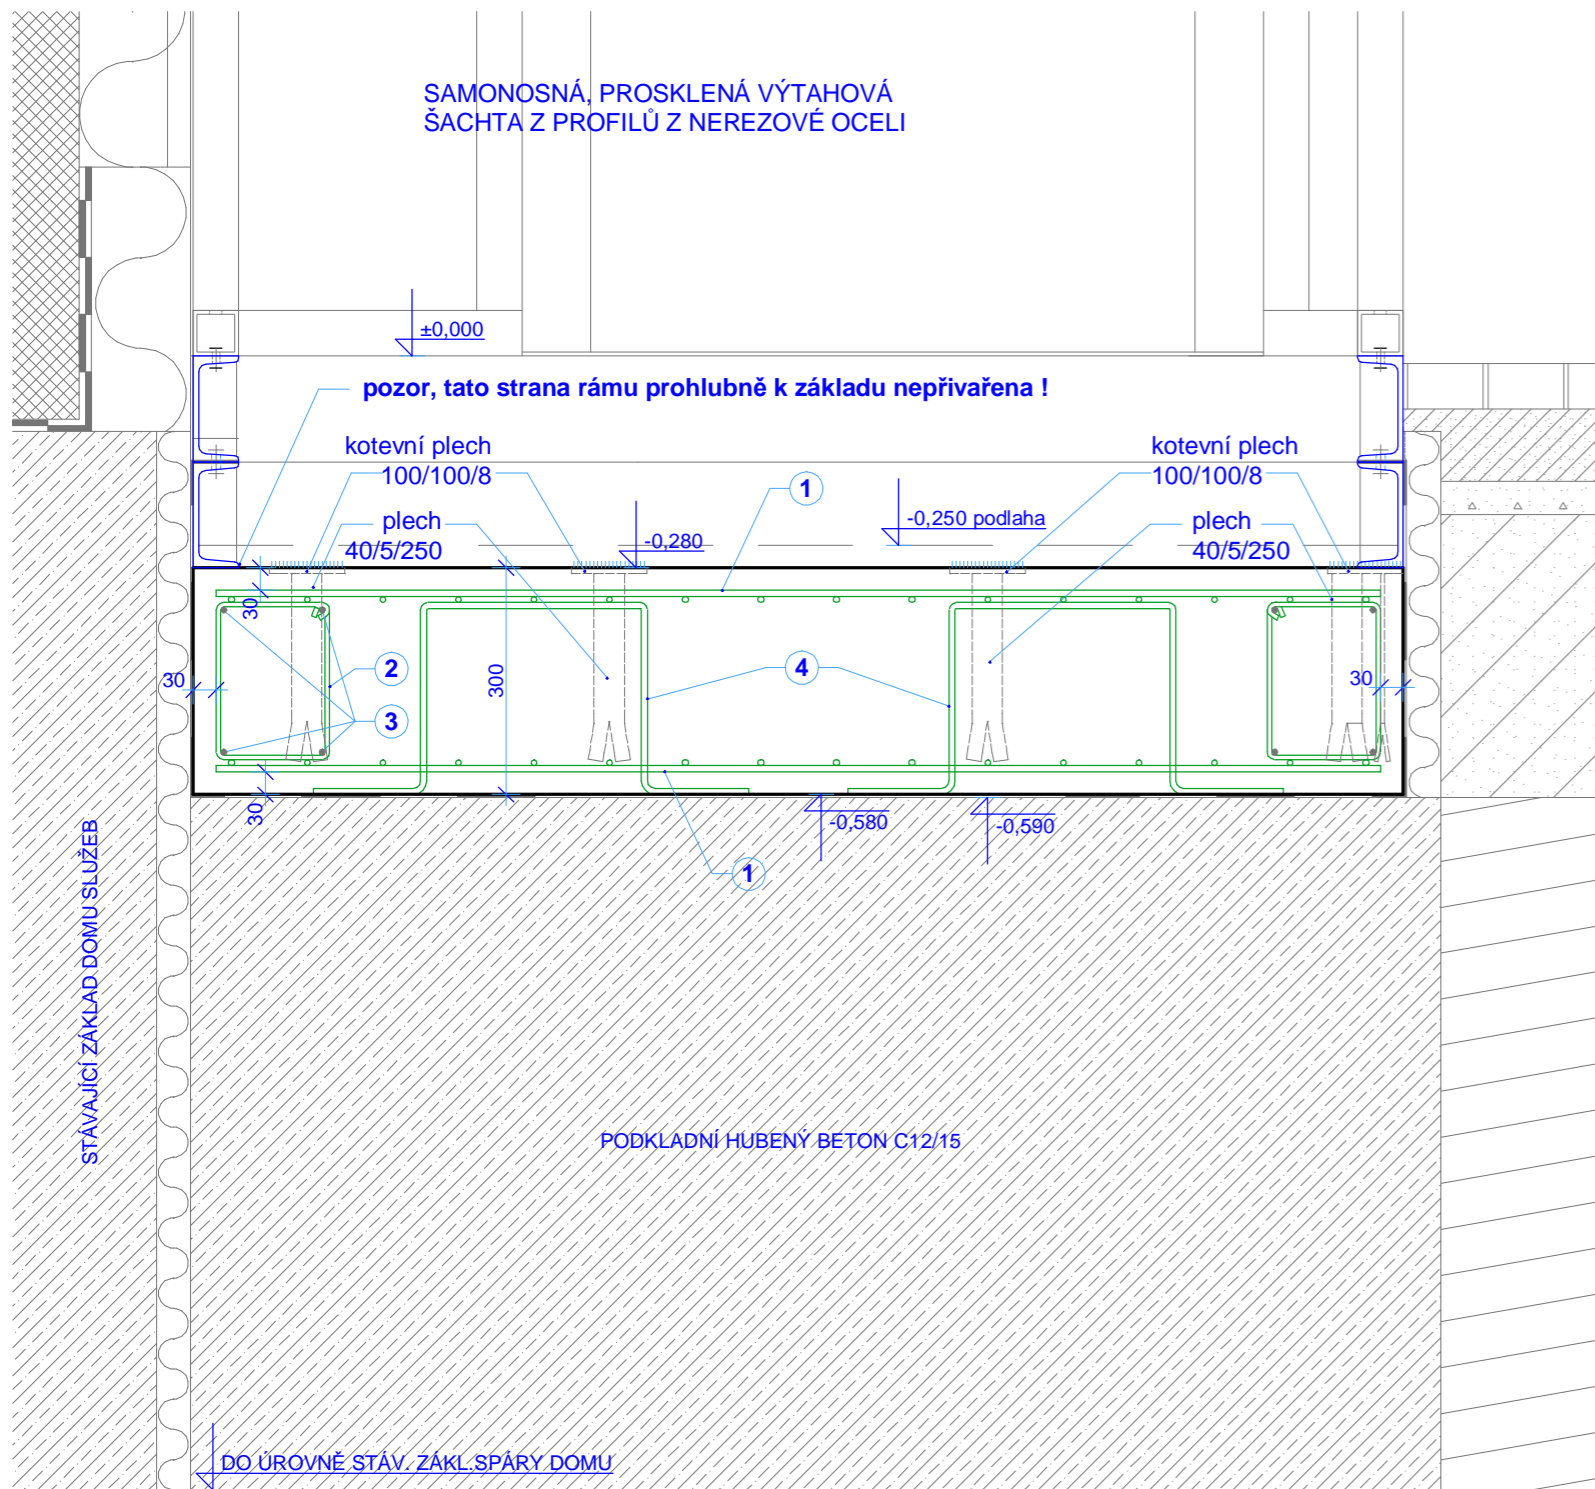 SAMONOSNÁ, PROSKLENÁ VÝTAHOVÁ
ŠACHTA Z PROFILŮ Z NEREZOVÉ OCELI
±0,000
pozor, tato strana rámu prohlubně k základu nepřivařena !
kotevní plech
100/100/8
kotevní plech
100/100/8
1
plech
40/5/250
-0,280
-0,250 podlaha
plech
40/5/250
30
30
2
300
4
30
3
30
-0,580
-0,590
1
STÁVAJÍCÍ ZÁKLAD DOMU SLUŽEB
PODKLADNÍ HUBENÝ BETON C12/15
DO ÚROVNĚ STÁV. ZÁKL.SPÁRY DOMU